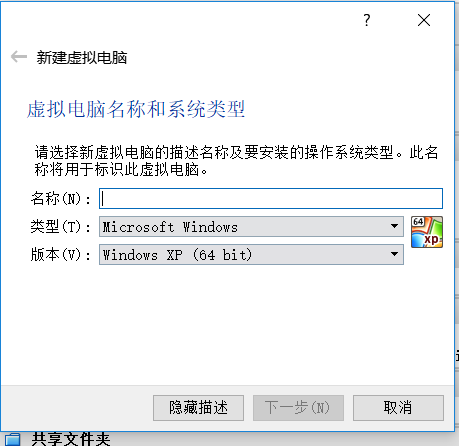 ?
新建虚拟电脑
虚拟电脑名称和系统类型
请选择新虚拟电脑的描述名称及要安装的操作系统类型。此名
称将用于标识此虚拟电脑。
名称(N):
类型(T): Microsoft Windows
64
xp
版本(V): Windows XP (64 bit)
隐藏描述 下一步(N) 取消
共享文件夹